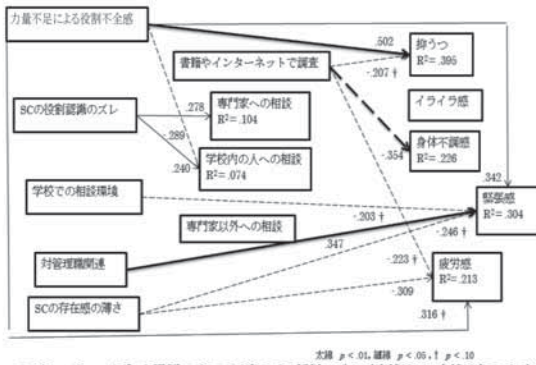 力量不足による役割不全感
.502
抑うつ
R²= .395
書籍やインターネットで調査
-.207 †
イライラ感
SCの役割認識のズレ
.278
専門家への相談
R²= .104
-.289
.240
学校内の人への相談
R²= .074
-.354
身体不調感
R²= .226
.342
学校での相談環境
緊張感
R²= .304
-.203 †
専門家以外への相談
-.246 †
.347
対管理職関連
-.223 †
疲労感
R²= .213
-.309
SCの存在感の薄さ
.316 †
太線 p < .01, 細線 p < .05, † p < .10